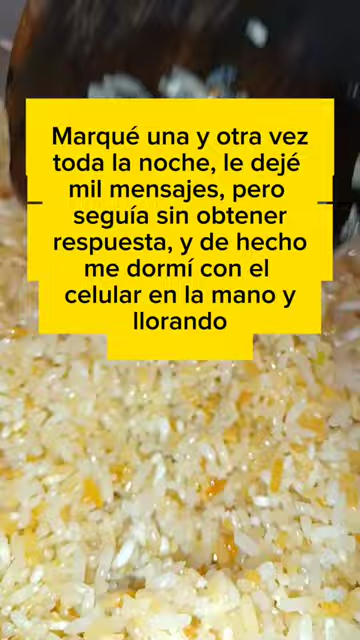 Marqué una y otra vez
toda la noche, le dejé
mil mensajes, pero
seguía sin obtener
respuesta, y de hecho
me dormí con el
celular en la mano y
llorando